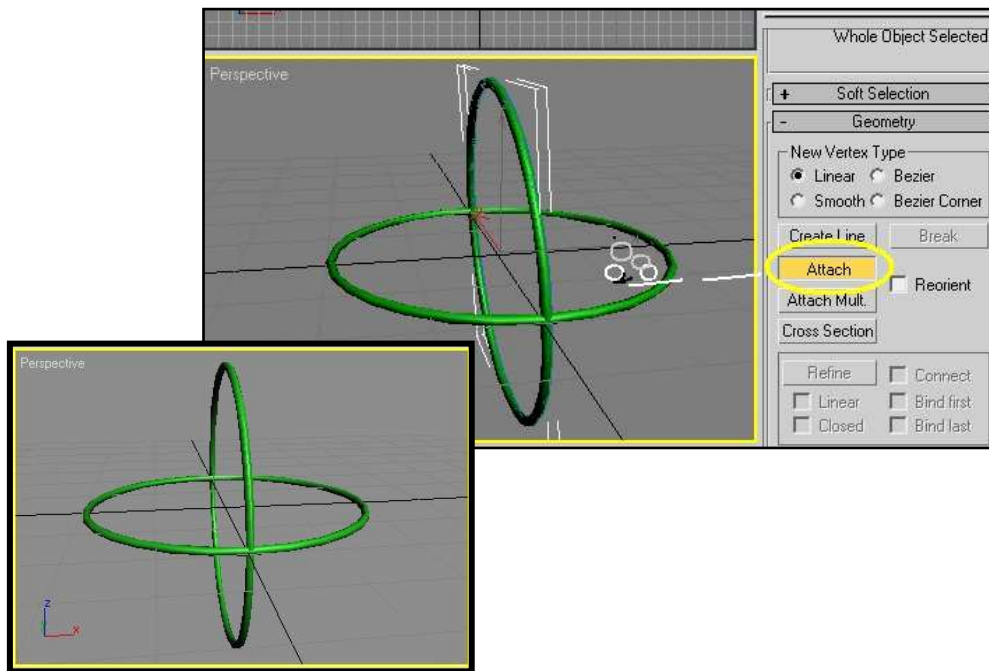 Whole Object Selected
Perspective
+ Soft Selection
- Geometry
New Vertex Type
Linear Bezier
Smooth Bezier Corner
Create Line Break
Attach
Reorient
Attach Mult.
Cross Section
Refine Connect
Linear Bind first
Closed Bind last
Perspective
z
x